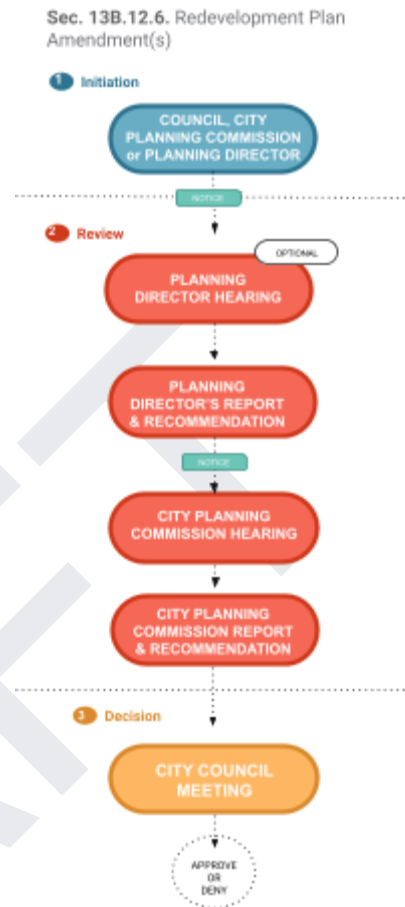 Sec. 13B.12.6. Redevelopment Plan
Amendment(s)
1 Initiation
COUNCIL, CITY
PLANNING COMMISSION
or PLANNING DIRECTOR
NOTICE
2 Review
OPTIONAL
PLANNING
DIRECTOR HEARING
PLANNING
DIRECTOR'S REPORT
& RECOMMENDATION
NOTICE
CITY PLANNING
COMMISSION HEARING
CITY PLANNING
COMMISSION REPORT
& RECOMMENDATION
3 Decision
CITY COUNCIL
MEETING
APPROVE
OR
DENY